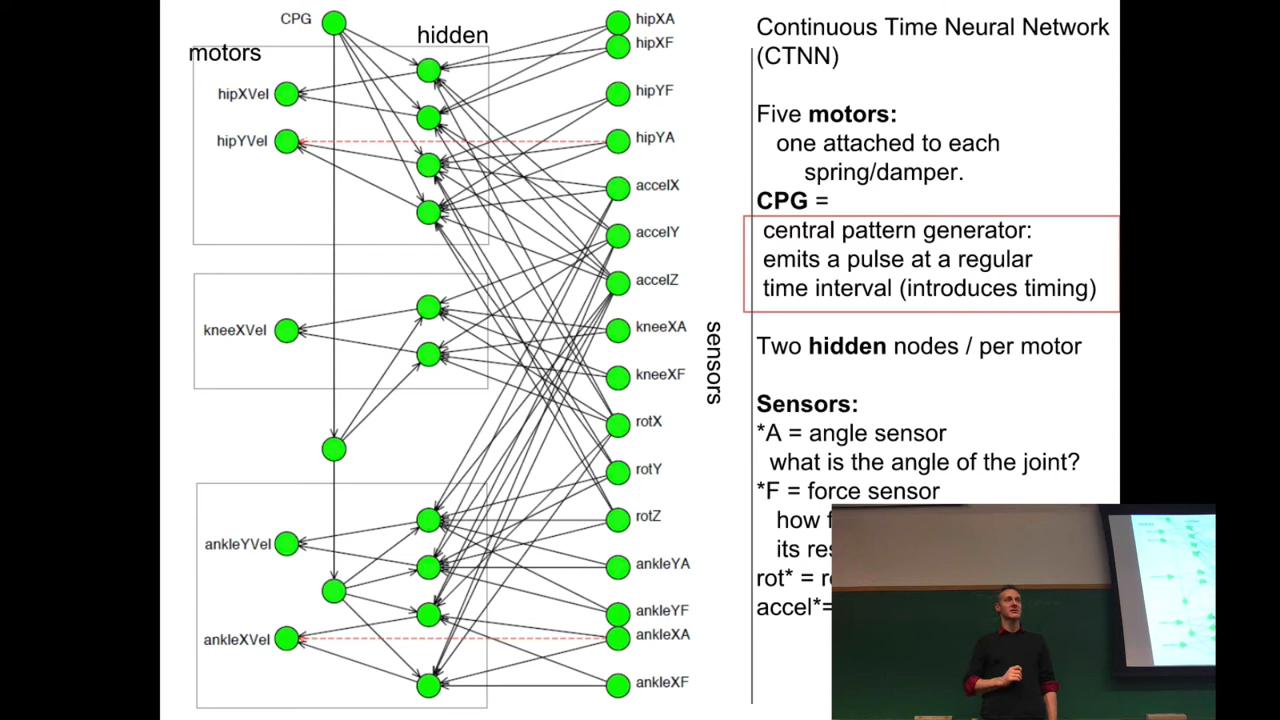 CPG
hidden
motors
hipXVel
hipYVel
kneeXVel
ankleYVel
ankleXVel
hipXA
hipXF
hipYF
hipYA
accelX
accelY
accelZ
kneeXA
kneeXF
rotX
rotY
rotZ
ankleYA
ankleYF
ankleXA
ankleXF
sensors
Continuous Time Neural Network
(CTNN)
Five motors:
one attached to each
spring/damper.
CPG =
central pattern generator:
emits a pulse at a regular
time interval (introduces timing)
Two hidden nodes / per motor
Sensors:
*A = angle sensor
what is the angle of the joint?
*F = force sensor
how
its
rot* =
accel*=